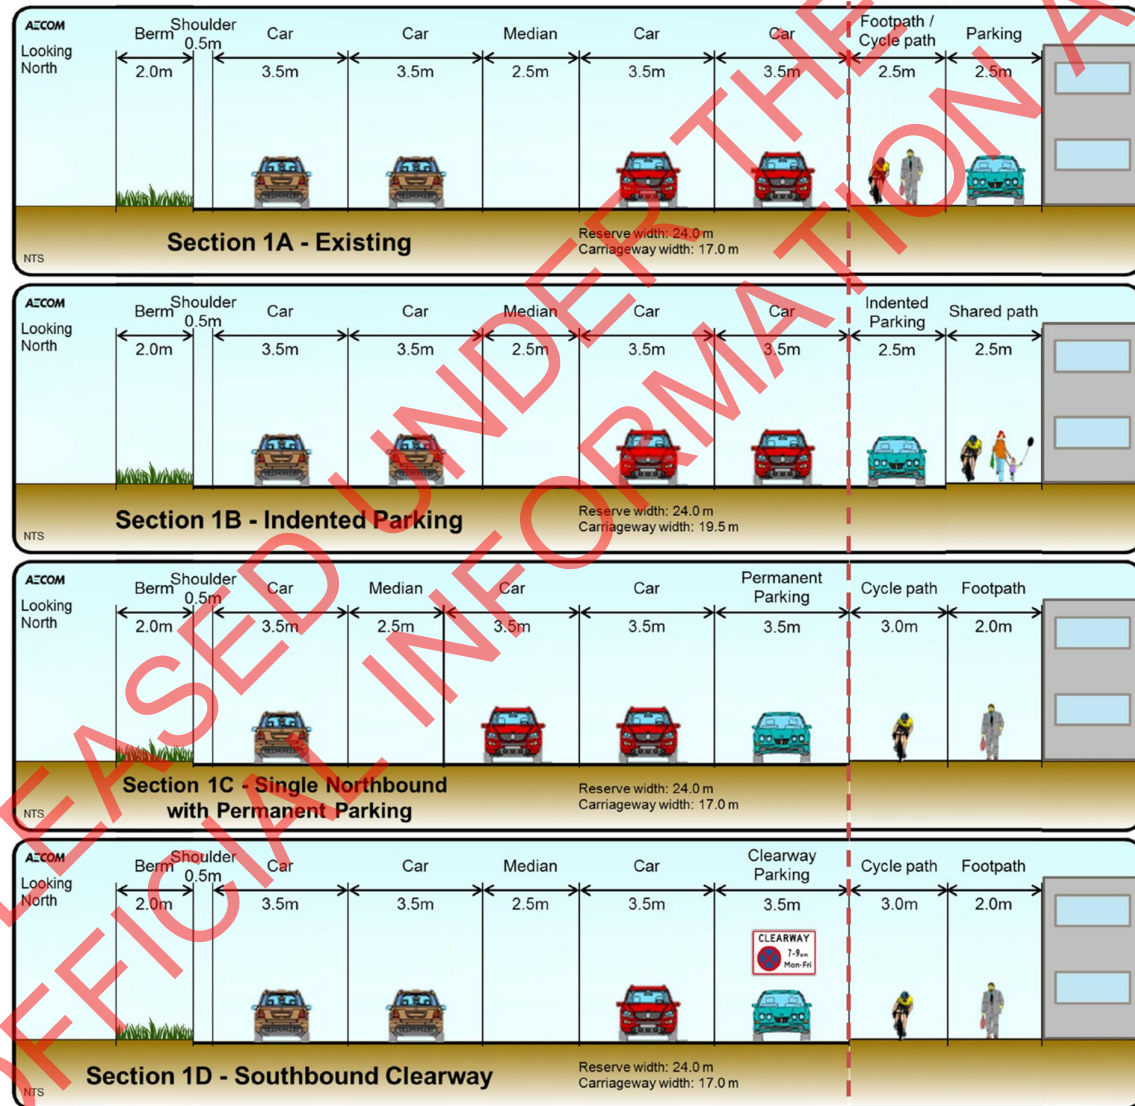 AECOM
Looking
North
Berm
Shoulder
0.5m
Car
Car
Median
Car
Car
Footpath /
Cycle path
Parking
2.0m
3.5m
3.5m
2.5m
3.5m
3.5m
2.5m
2.5m
Section 1A - Existing
Reserve width: 24.0 m
Carriageway width: 17.0 m
NTS
AECOM
Looking
North
Berm
Shoulder
0.5m
Car
Car
Median
Car
Car
Indented
Parking
Shared path
2.0m
3.5m
3.5m
2.5m
3.5m
3.5m
2.5m
2.5m
Section 1B - Indented Parking
Reserve width: 24.0 m
Carriageway width: 19.5 m
NTS
AECOM
Looking
North
Berm
Shoulder
0.5m
Car
Median
Car
Car
Permanent
Parking
Cycle path
Footpath
2.0m
3.5m
2.5m
3.5m
3.5m
3.5m
3.0m
2.0m
Section 1C - Single Northbound
with Permanent Parking
Reserve width: 24.0 m
Carriageway width: 17.0 m
NTS
AECOM
Looking
North
Berm
Shoulder
0.5m
Car
Car
Median
Car
Clearway
Parking
Cycle path
Footpath
2.0m
3.5m
3.5m
2.5m
3.5m
3.5m
3.0m
2.0m
CLEARWAY
7-9am
Mon-Fri
Section 1D - Southbound Clearway
Reserve width: 24.0 m
Carriageway width: 17.0 m
NTS
LEASED UNDER THE
OFFICIAL INFORMATION A